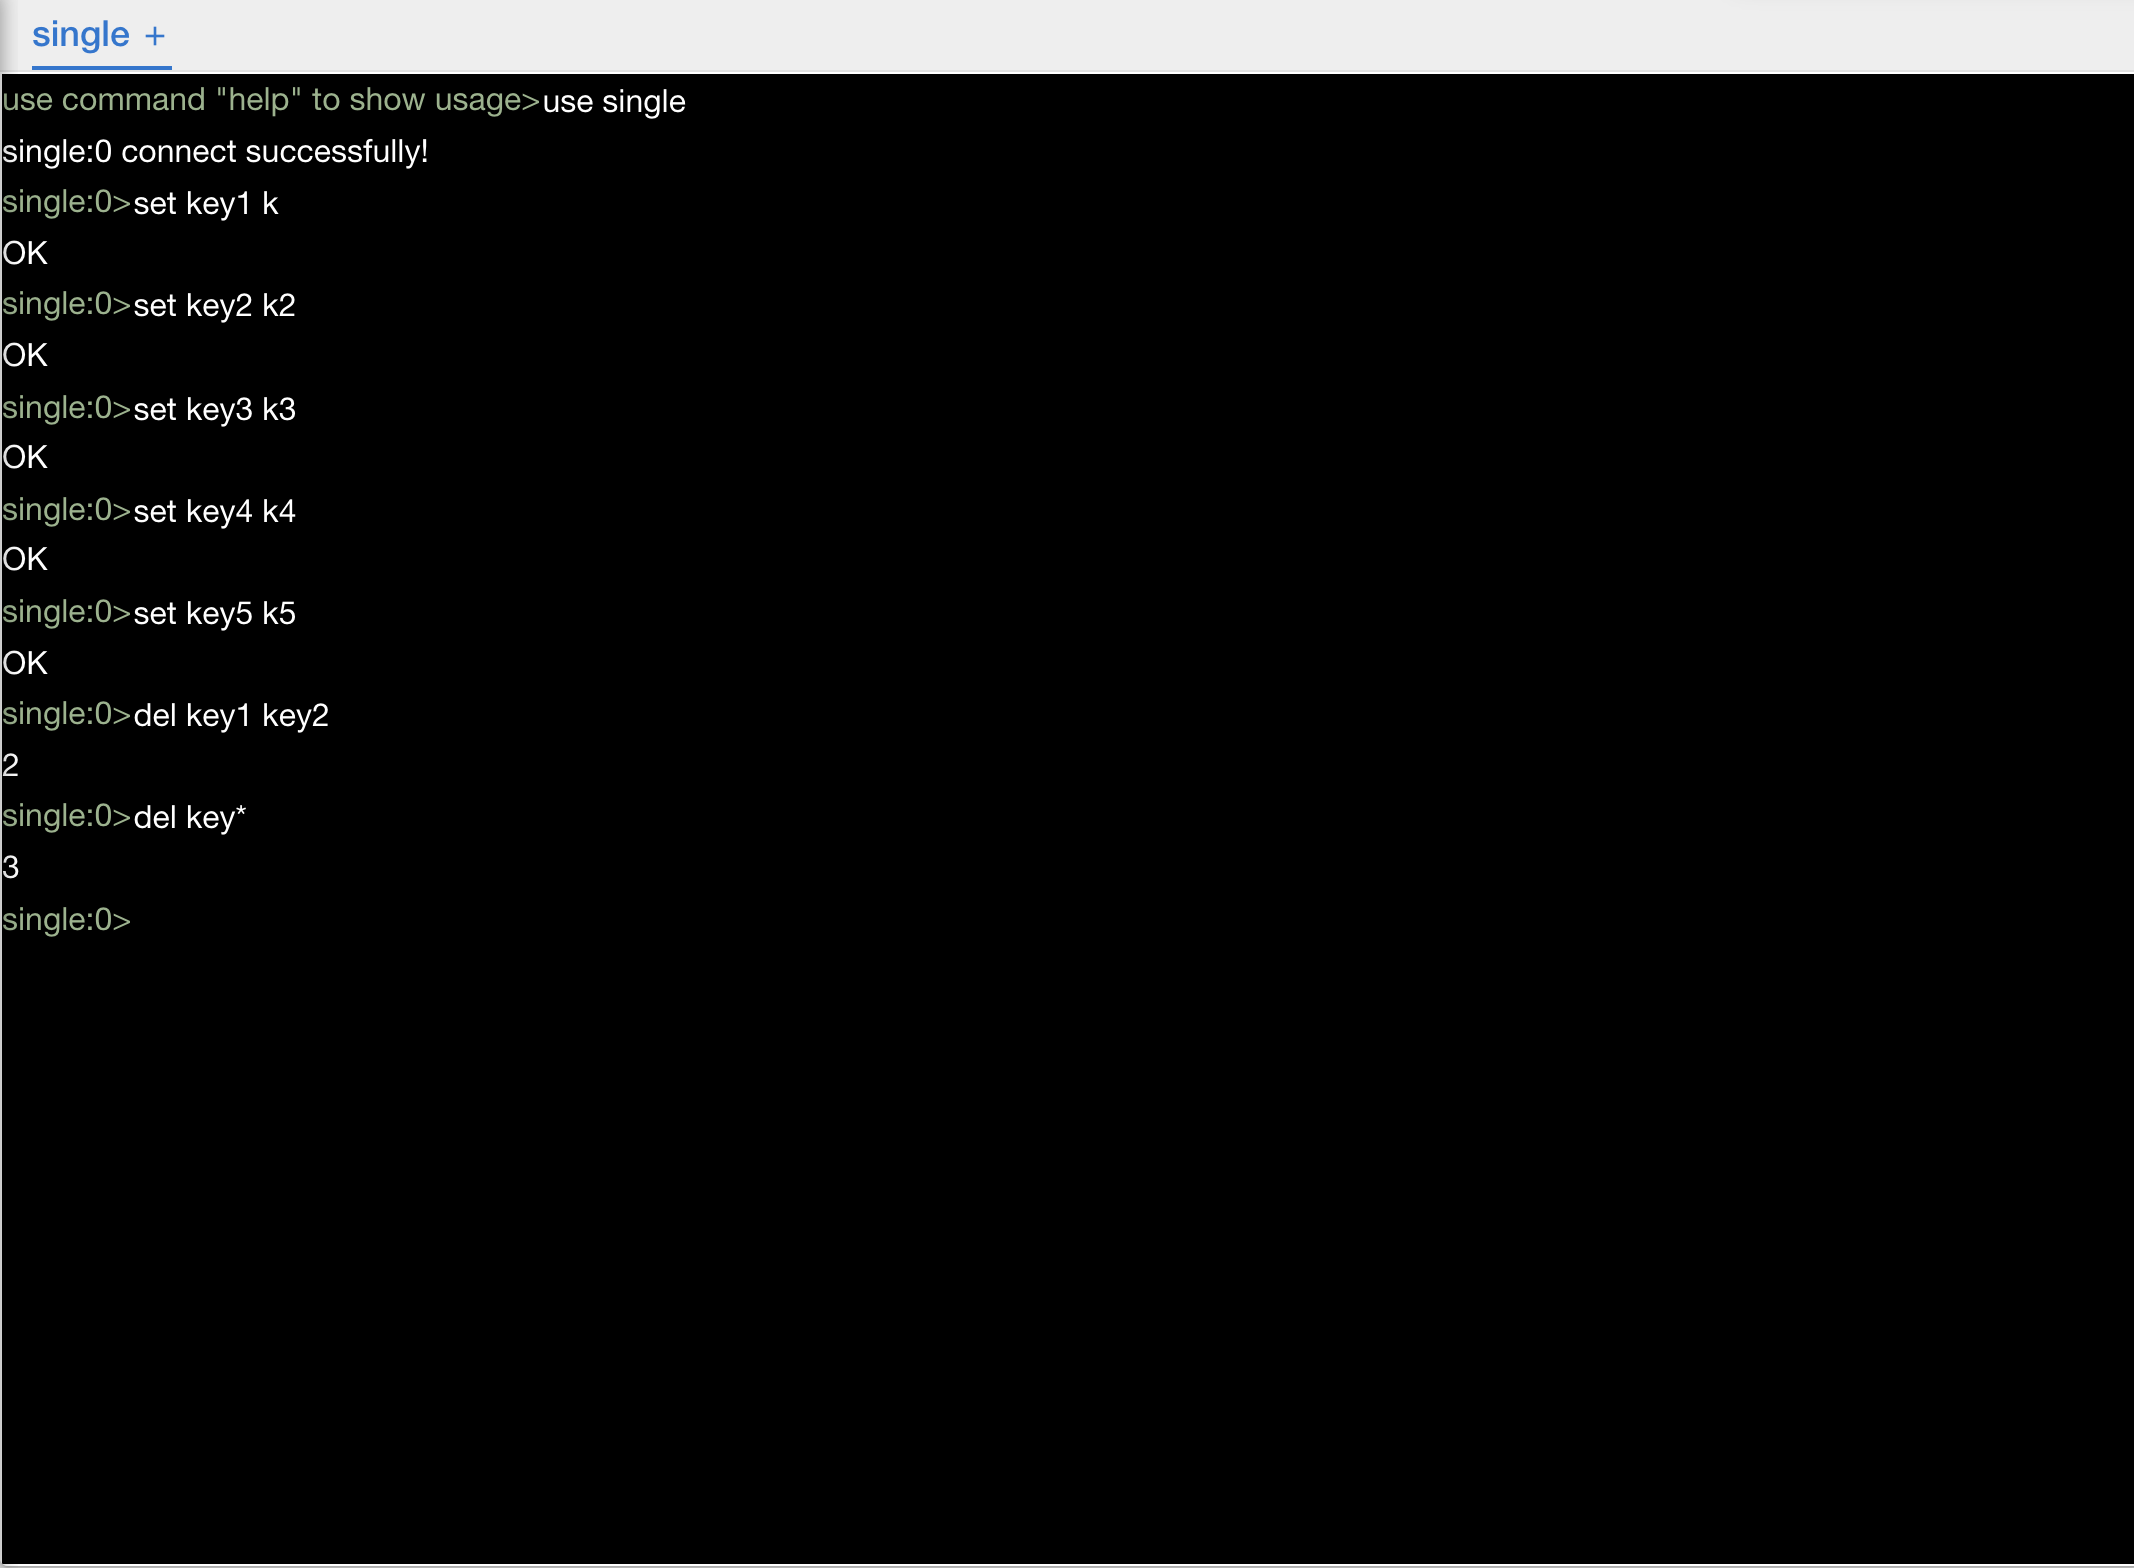 single +
use command "help" to show usage>use single
single:0 connect successfully!
single:0>set key1 k
OK
single:0>set key2 k2
OK
single:0>set key3 k3
OK
single:0>set key4 k4
OK
single:0>set key5 k5
OK
single:0>del key1 key2
2
single:0>del key*
3
single:0>